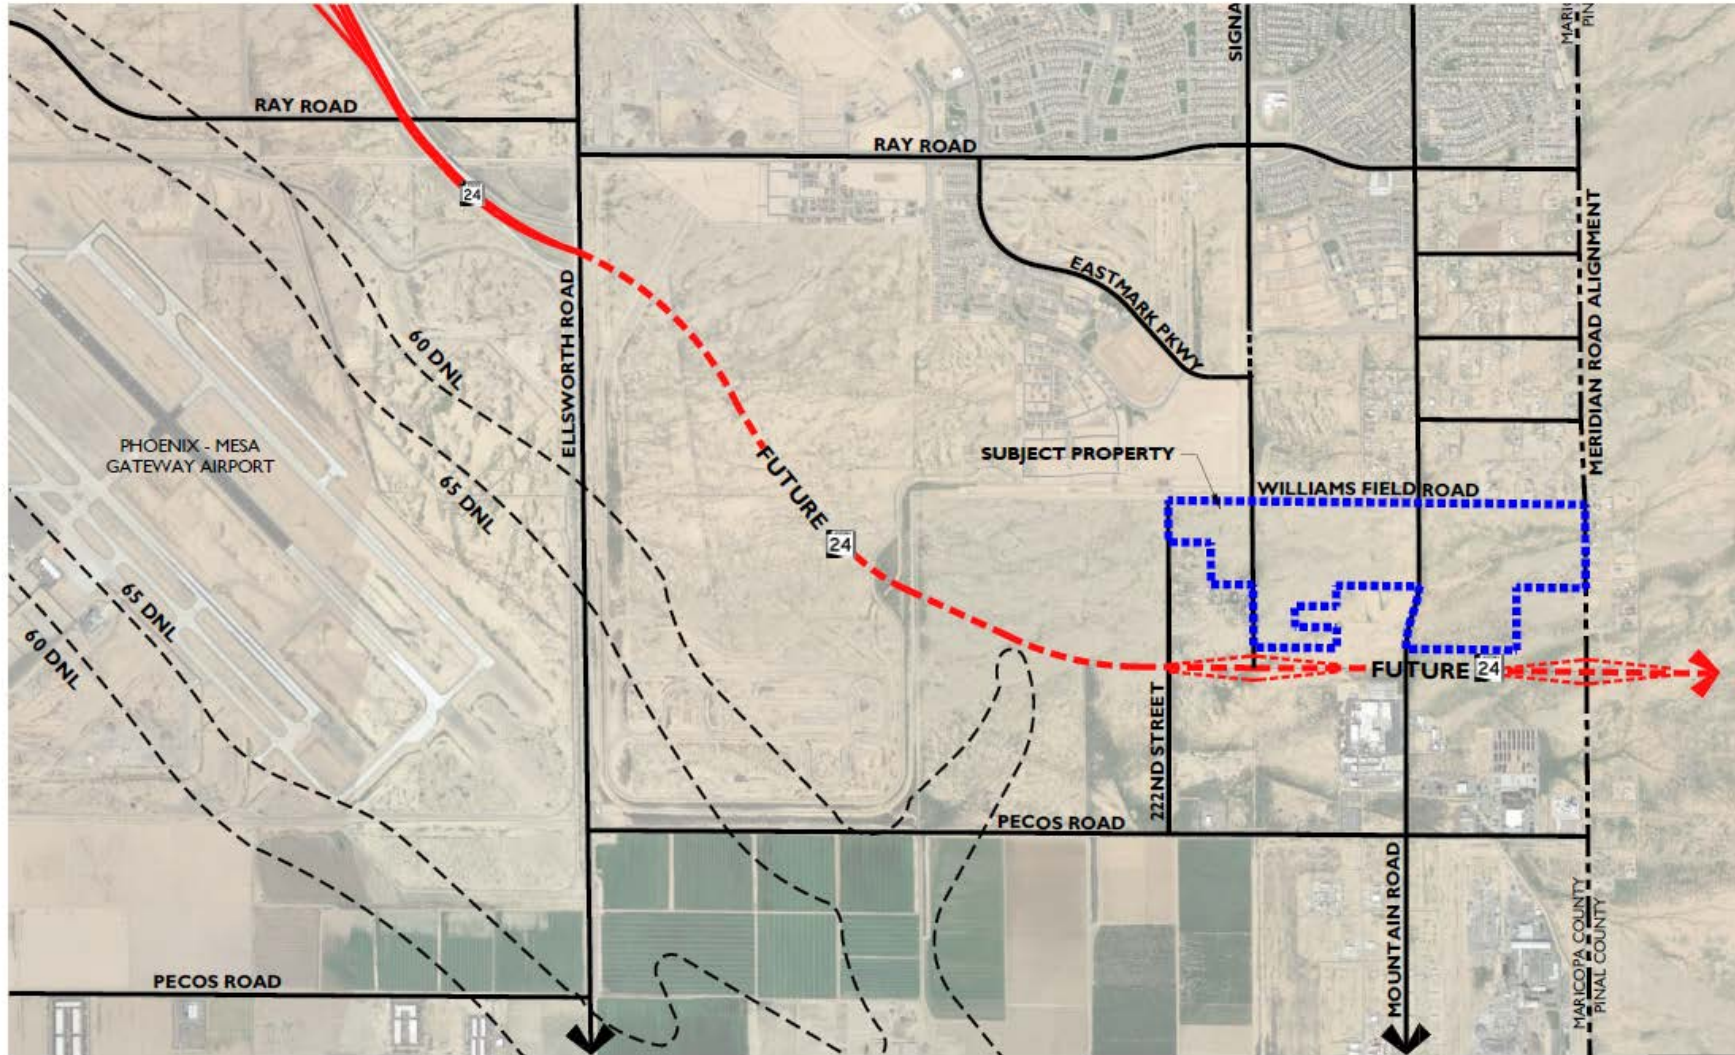 SIGNA
MARIC
PIN
RAY ROAD
RAY ROAD
24
MERIDIAN ROAD ALIGNMENT
ELLSWORTH ROAD
EASTMARK PKWY
60 DNL
PHOENIX - MESA
GATEWAY AIRPORT
65 DNL
SUBJECT PROPERTY
WILLIAMS FIELD ROAD
FUTURE
24
65 DNL
60 DNL
FUTURE 24
222ND STREET
PECOS ROAD
MOUNTAIN ROAD
MARICOPA COUNTY
PINAL COUNTY
PECOS ROAD